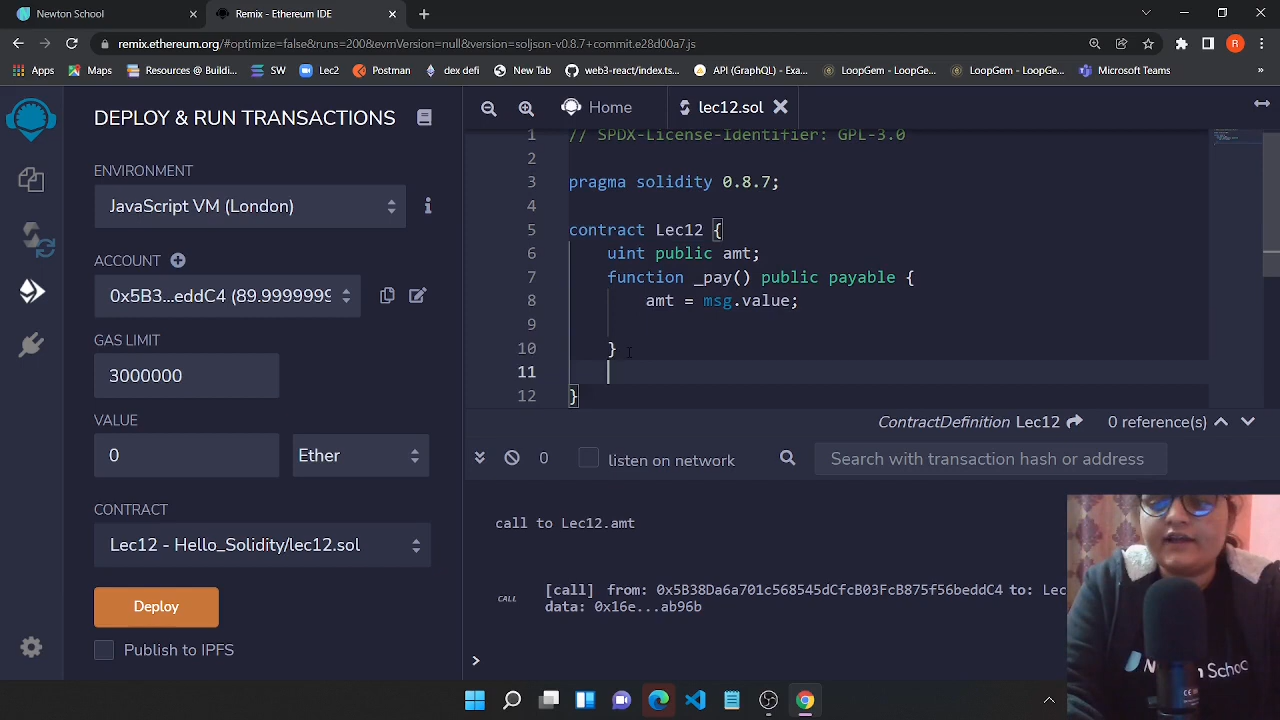 Newton School
Remix - Ethereum IDE
remix.ethereum.org/#optimize=false&runs=200&evmVersion=null&version=soljson-v0.8.7+commit.e28d00a7.js
R
Apps
Maps
Resources @ Buildi...
SW
Lec2
Postman
dex defi
New Tab
web3-react/index.ts...
API (GraphQL) - Exa...
LoopGem - LoopGe...
LoopGem - LoopGe...
Microsoft Teams
»
DEPLOY & RUN TRANSACTIONS
ENVIRONMENT
JavaScript VM (London)
ACCOUNT
0x5B3...eddC4 (89.9999999
GAS LIMIT
3000000
VALUE
0
Ether
CONTRACT
Lec12 - Hello_Solidity/lec12.sol
Deploy
Publish to IPFS
Home
lec12.sol
1 // SPDX-License-Identifier: GPL-3.0
2
3 pragma solidity 0.8.7;
4
5 contract Lec12 {
6 uint public amt;
7 function _pay() public payable {
8 amt = msg.value;
9
10 }
11
12 }
ContractDefinition Lec12
0 reference(s)
0
listen on network
Search with transaction hash or address
call to Lec12.amt
CALL
[call] from: 0x5B38Da6a701c568545dCfcB03FcB875f56beddC4 to: Lec
data: 0x16e...ab96b
>
Newton School